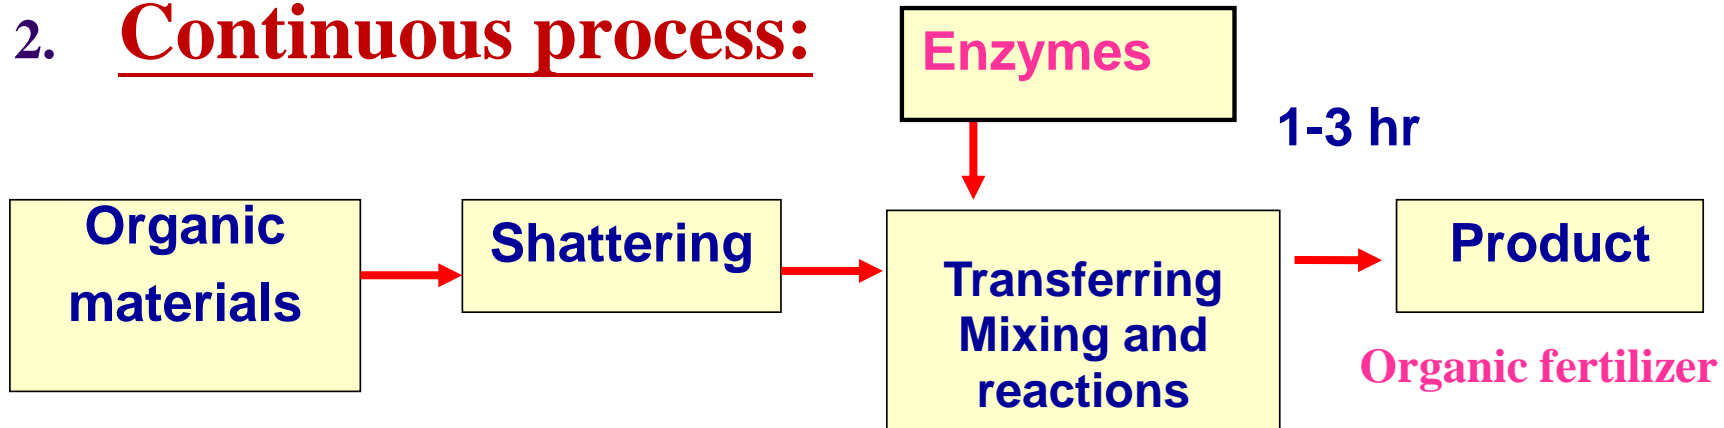 2. Continuous process:
Enzymes
1-3 hr
Organic
materials
Shattering
Transferring
Mixing and
reactions
Product
Organic fertilizer